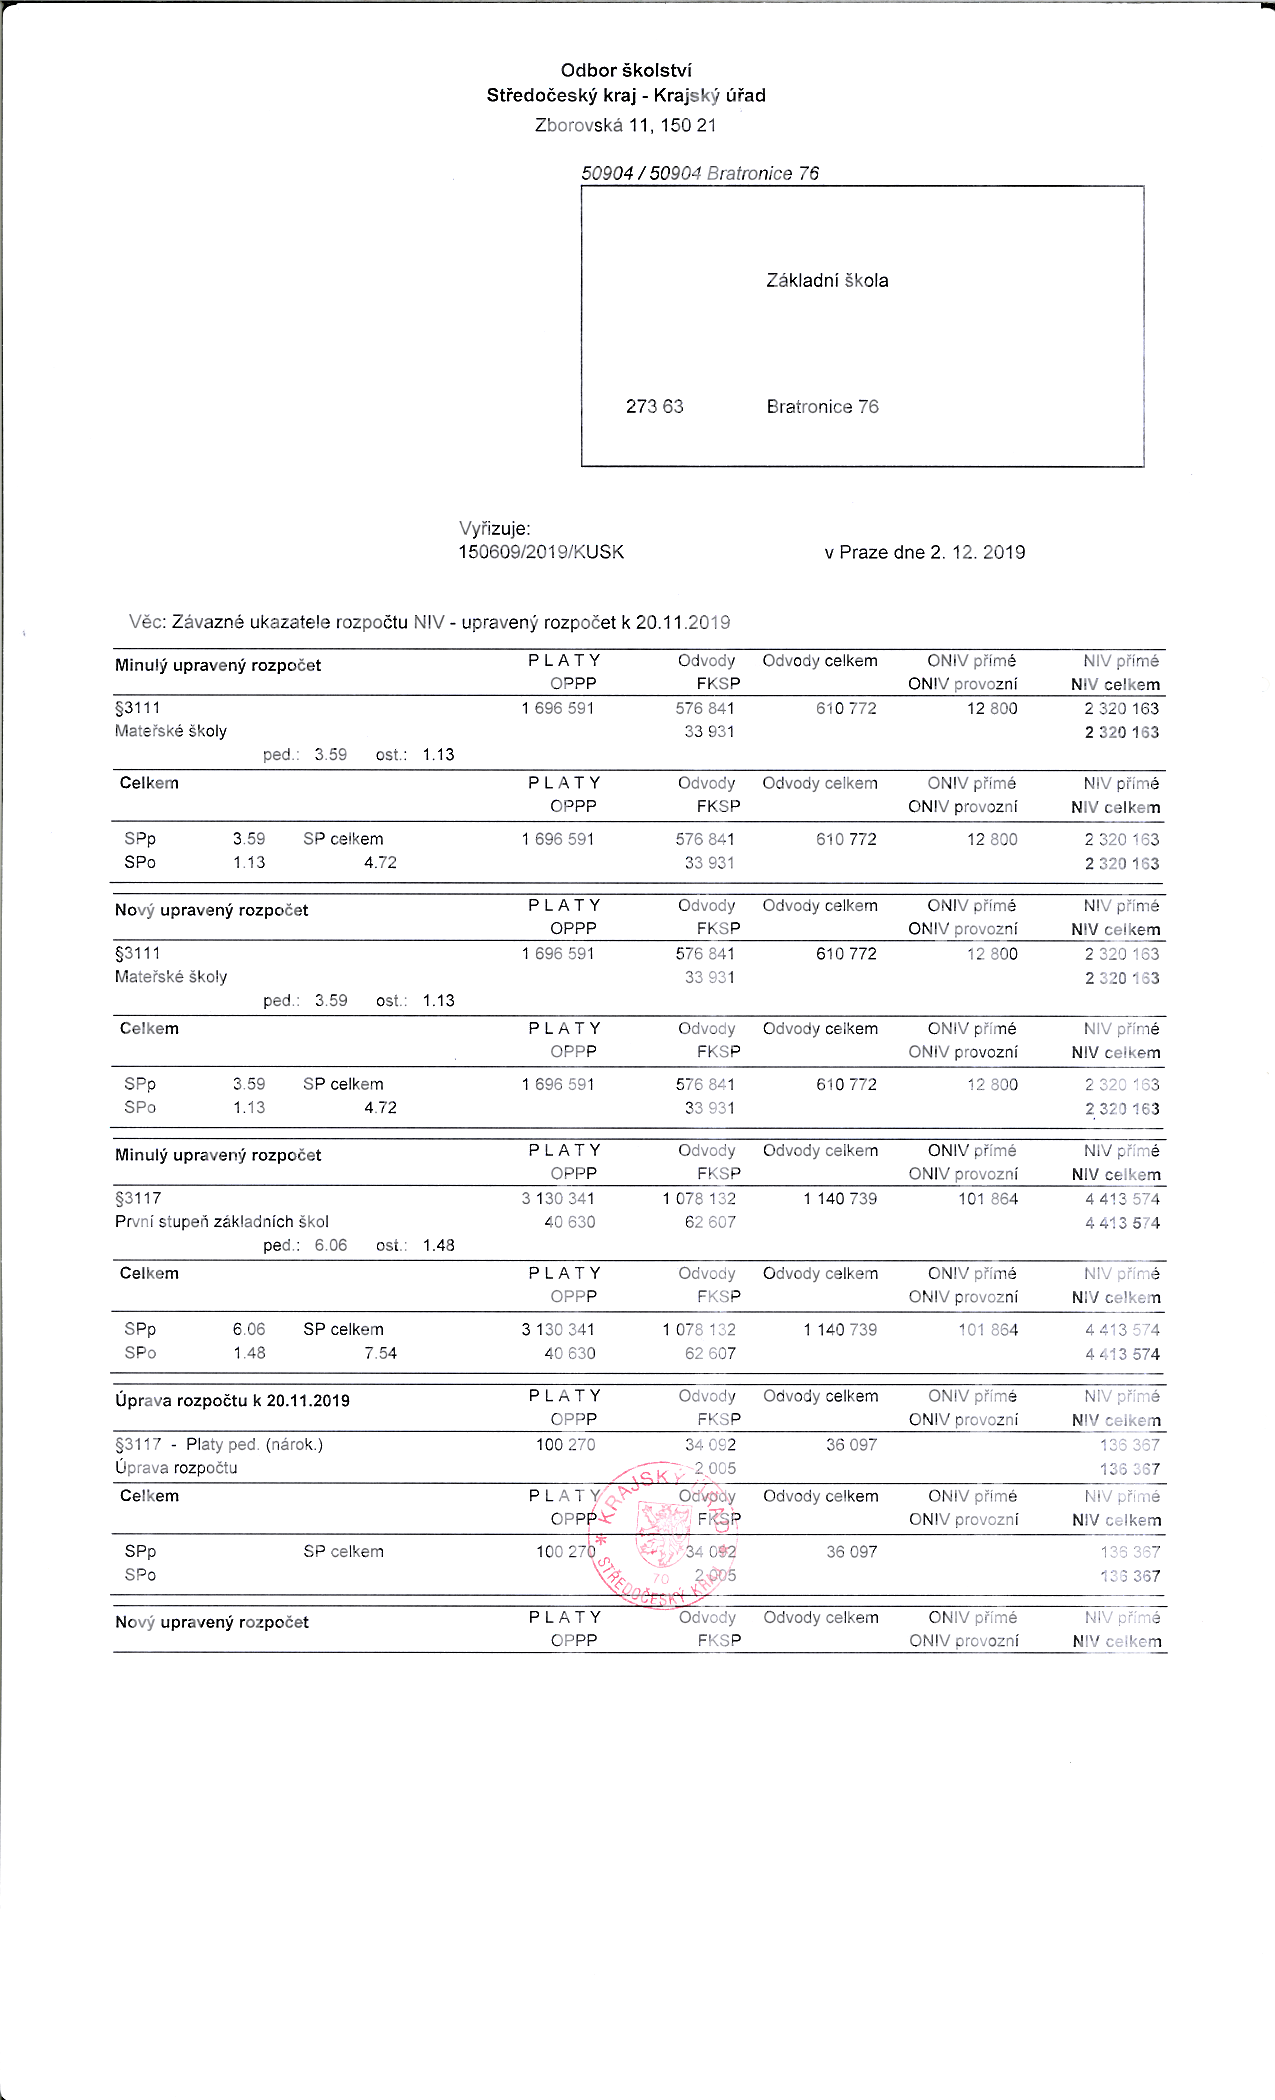 Odbor školství
Středočeský kraj - Krajský úřad
Zborovská 11, 150 21
50904 / 50904 Bratronice 76
Základní škola
273 63 Bratronice 76
Vyřizuje:
150609/2019/KUSK v Praze dne 2. 12. 2019
Věc: Závazné ukazatele rozpočtu NIV - upravený rozpočet k 20.11.2019
Minulý upravený rozpočet P L A T Y Odvody Odvody celkem ONIV přímé NIV přímé
OPPP FKSP ONIV provozní NIV celkem
§3111 1 696 591 576 841 610 772 12 800 2 320 163
Mateřské školy 33 931 2 320 163
ped.: 3.59 ost.: 1.13
Celkem P L A T Y Odvody Odvody celkem ONIV přímé NIV přímé
OPPP FKSP ONIV provozní NIV celkem
SPp 3.59 SP celkem 1 696 591 576 841 610 772 12 800 2 320 163
SPo 1.13 4.72 33 931 2 320 163
Nový upravený rozpočet P L A T Y Odvody Odvody celkem ONIV přímé NIV přímé
OPPP FKSP ONIV provozní NIV celkem
§3111 1 696 591 576 841 610 772 12 800 2 320 163
Mateřské školy 33 931 2 320 163
ped.: 3.59 ost.: 1.13
Celkem P L A T Y Odvody Odvody celkem ONIV přímé NIV přímé
OPPP FKSP ONIV provozní NIV celkem
SPp 3.59 SP celkem 1 696 591 576 841 610 772 12 800 2 320 163
SPo 1.13 4.72 33 931 2 320 163
Minulý upravený rozpočet P L A T Y Odvody Odvody celkem ONIV přímé NIV přímé
OPPP FKSP ONIV provozní NIV celkem
§3117 3 130 341 1 078 132 1 140 739 101 864 4 413 574
První stupeň základních škol 40 630 62 607 4 413 574
ped.: 6.06 ost.: 1.48
Celkem P L A T Y Odvody Odvody celkem ONIV přímé NIV přímé
OPPP FKSP ONIV provozní NIV celkem
SPp 6.06 SP celkem 3 130 341 1 078 132 1 140 739 101 864 4 413 574
SPo 1.48 7.54 40 630 62 607 4 413 574
Úprava rozpočtu k 20.11.2019 P L A T Y Odvody Odvody celkem ONIV přímé NIV přímé
OPPP FKSP ONIV provozní NIV celkem
§3117 - Platy ped. (nárok.) 100 270 34 092 36 097 136 367
Úprava rozpočtu 2 005 136 367
Celkem P L A T Y Odvody Odvody celkem ONIV přímé NIV přímé
OPPP FKSP ONIV provozní NIV celkem
SPp SP celkem 100 270 34 092 36 097 136 367
SPo 2 005 136 367
* KRAJSKÝ ÚŘAD *
STŘEDOČESKÝ KRAJ
70
Nový upravený rozpočet P L A T Y Odvody Odvody celkem ONIV přímé NIV přímé
OPPP FKSP ONIV provozní NIV celkem